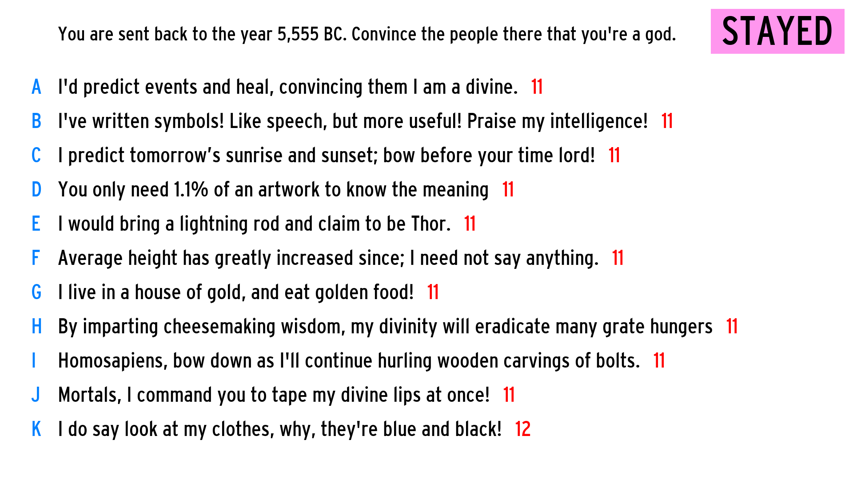 You are sent back to the year 5,555 BC. Convince the people there that you're a god. STAYED
A I'd predict events and heal, convincing them I am a divine. 11
B I've written symbols! Like speech, but more useful! Praise my intelligence! 11
C I predict tomorrow’s sunrise and sunset; bow before your time lord! 11
D You only need 1.1% of an artwork to know the meaning 11
E I would bring a lightning rod and claim to be Thor. 11
F Average height has greatly increased since; I need not say anything. 11
G I live in a house of gold, and eat golden food! 11
H By imparting cheesemaking wisdom, my divinity will eradicate many grate hungers 11
I Homosapiens, bow down as I'll continue hurling wooden carvings of bolts. 11
J Mortals, I command you to tape my divine lips at once! 11
K I do say look at my clothes, why, they're blue and black! 12